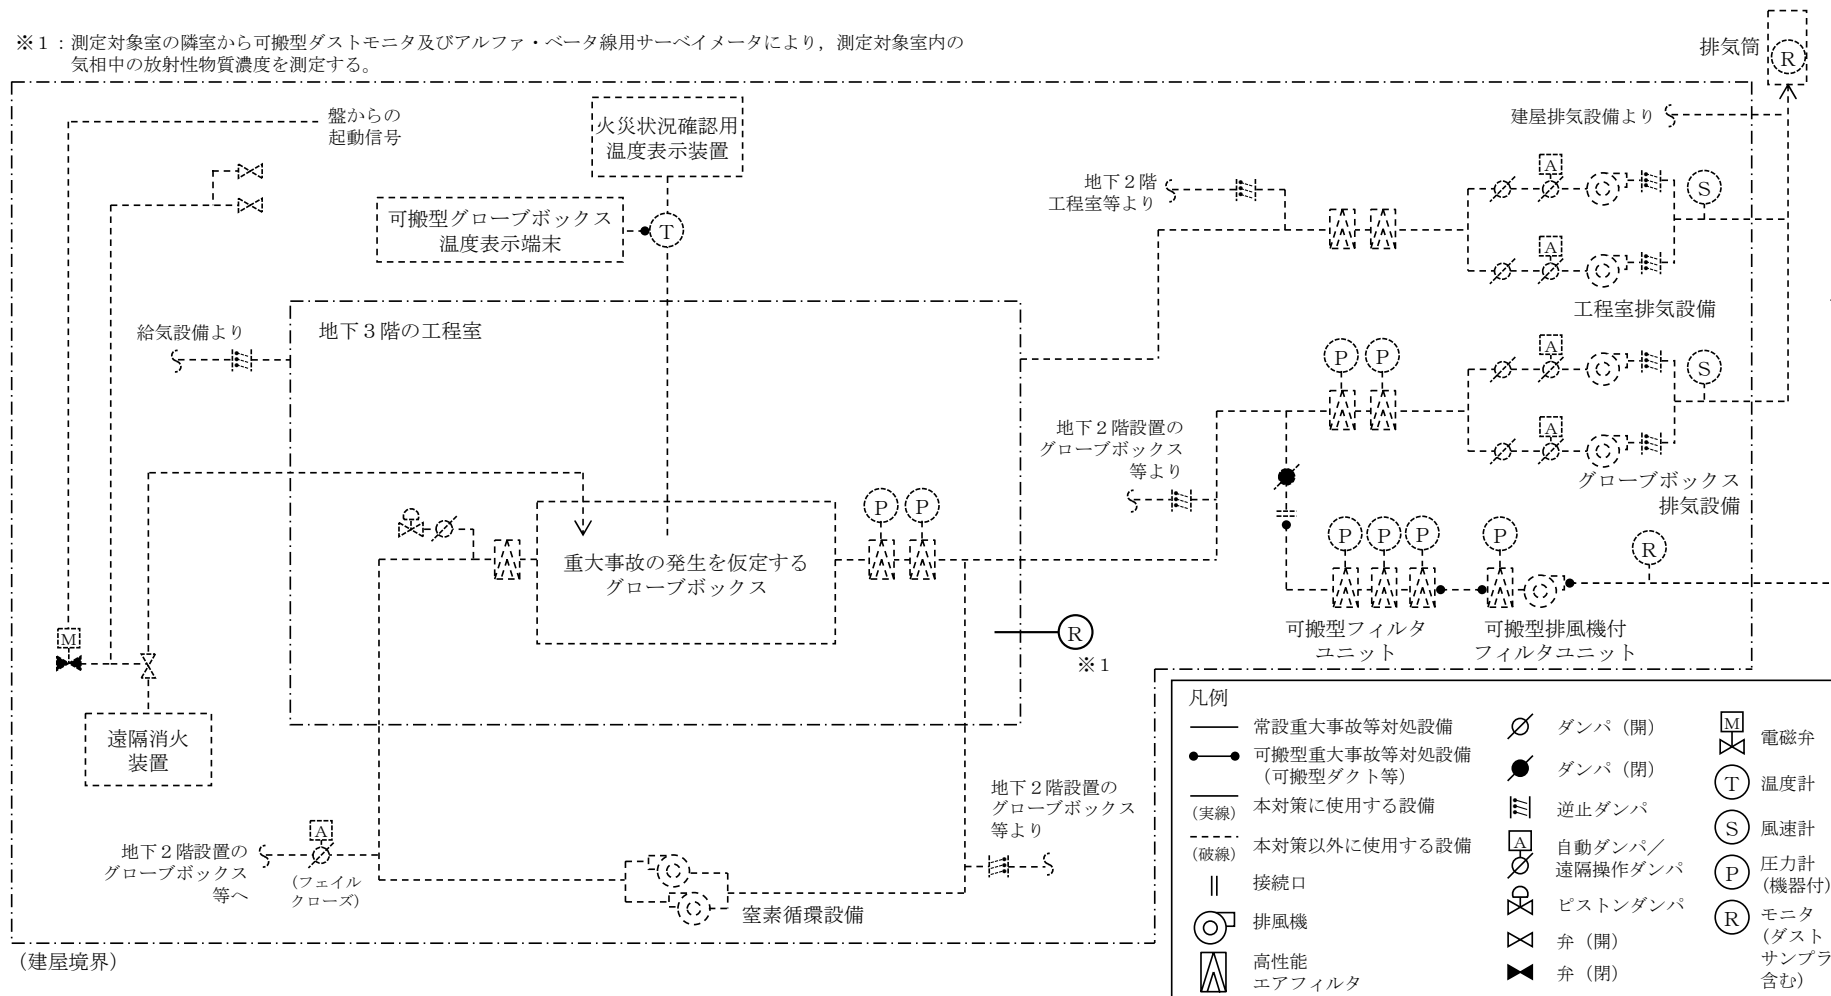 ※１：測定対象室の隣室から可搬型ダストモニタ及びアルファ・ベータ線用サーベイメータにより，測定対象室内の
気相中の放射性物質濃度を測定する。
排気筒
R
盤からの
起動信号
火災状況確認用
温度表示装置
建屋排気設備より
可搬型グローブボックス
温度表示端末
T
地下２階
工程室等より
A
S
A
工程室排気設備
給気設備より
地下３階の工程室
P
P
A
S
A
地下２階設置の
グローブボックス
等より
グローブボックス
排気設備
P
P
重大事故の発生を仮定する
グローブボックス
P
P
P
P
R
可搬型フィルタ
ユニット
可搬型排風機付
フィルタユニット
M
R
※１
遠隔消火
装置
地下２階設置の
グローブボックス
等より
地下２階設置の
グローブボックス
等へ
A
（フェイル
クローズ）
窒素循環設備
（建屋境界）
凡例
常設重大事故等対処設備
可搬型重大事故等対処設備
（可搬型ダクト等）
（実線）
本対策に使用する設備
（破線）
本対策以外に使用する設備
接続口
排風機
高性能
エアフィルタ
ダンパ（開）
ダンパ（閉）
逆止ダンパ
A
自動ダンパ／
遠隔操作ダンパ
ピストンダンパ
弁（開）
弁（閉）
M
電磁弁
T
温度計
S
風速計
P
圧力計
（機器付）
R
モニタ
（ダスト
サンプラ
含む）